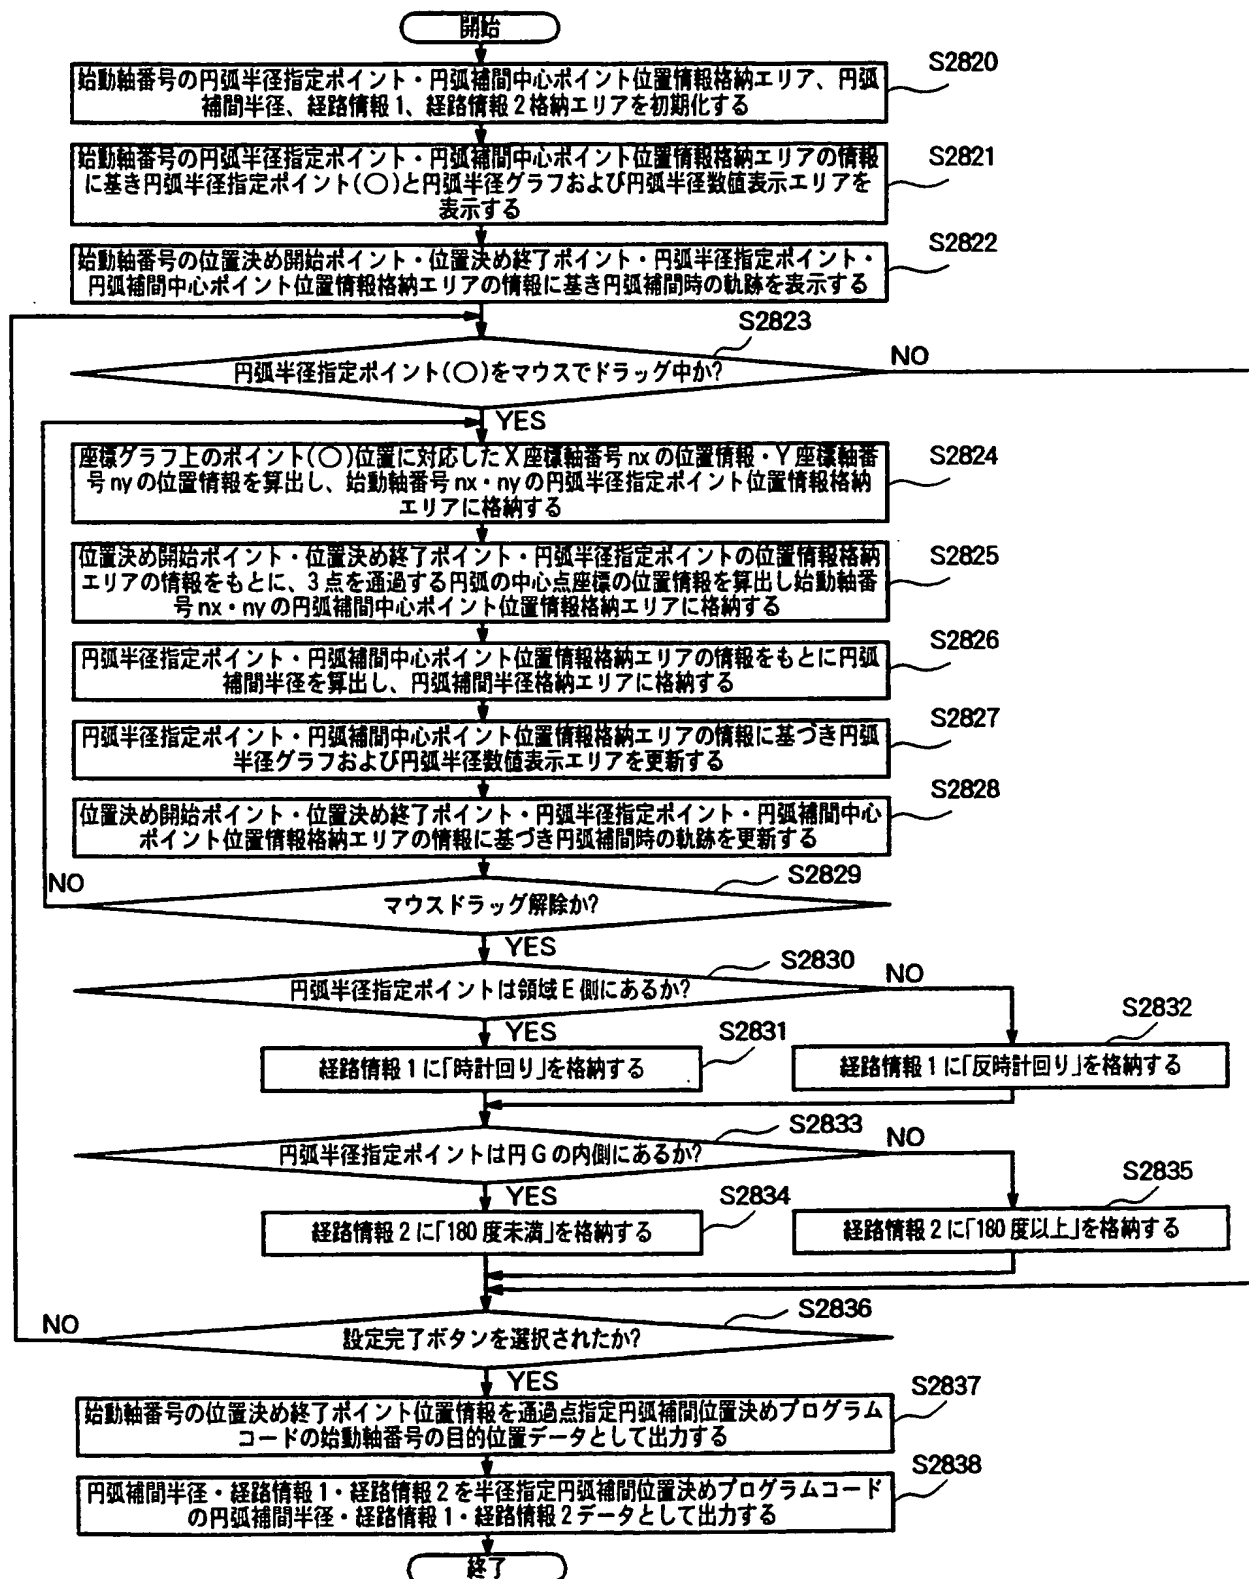 開始
S2820
始動軸番号の円弧半径指定ポイント・円弧補間中心ポイント位置情報格納エリア、円弧
補間半径、経路情報1、経路情報2格納エリアを初期化する
S2821
始動軸番号の円弧半径指定ポイント・円弧補間中心ポイント位置情報格納エリアの情報
に基き円弧半径指定ポイント(○)と円弧半径グラフおよび円弧半径数値表示エリアを
表示する
S2822
始動軸番号の位置決め開始ポイント・位置決め終了ポイント・円弧半径指定ポイント・
円弧補間中心ポイント位置情報格納エリアの情報に基き円弧補間時の軌跡を表示する
S2823
円弧半径指定ポイント(○)をマウスでドラッグ中か?
NO
YES
S2824
座標グラフ上のポイント(○)位置に対応したX座標軸番号nxの位置情報・Y座標軸番
号nyの位置情報を算出し、始動軸番号nx・nyの円弧半径指定ポイント位置情報格納
エリアに格納する
S2825
位置決め開始ポイント・位置決め終了ポイント・円弧半径指定ポイントの位置情報格納
エリアの情報をもとに、3点を通過する円弧の中心点座標の位置情報を算出し始動軸番
号nx・nyの円弧補間中心ポイント位置情報格納エリアに格納する
S2826
円弧半径指定ポイント・円弧補間中心ポイント位置情報格納エリアの情報をもとに円弧
補間半径を算出し、円弧補間半径格納エリアに格納する
S2827
円弧半径指定ポイント・円弧補間中心ポイント位置情報格納エリアの情報に基づき円弧
半径グラフおよび円弧半径数値表示エリアを更新する
S2828
位置決め開始ポイント・位置決め終了ポイント・円弧半径指定ポイント・円弧補間中心
ポイント位置情報格納エリアの情報に基づき円弧補間時の軌跡を更新する
S2829
NO
マウスドラッグ解除か?
YES
S2830
円弧半径指定ポイントは領域E側にあるか?
NO
YES
S2831
経路情報1に「時計回り」を格納する
S2832
経路情報1に「反時計回り」を格納する
S2833
円弧半径指定ポイントは円Gの内側にあるか?
NO
YES
S2834
経路情報2に「180度未満」を格納する
S2835
経路情報2に「180度以上」を格納する
S2836
NO
設定完了ボタンを選択されたか?
YES
S2837
始動軸番号の位置決め終了ポイント位置情報を通過点指定円弧補間位置決めプログラム
コードの始動軸番号の目的位置データとして出力する
S2838
円弧補間半径・経路情報1・経路情報2を半径指定円弧補間位置決めプログラムコード
の円弧補間半径・経路情報1・経路情報2データとして出力する
終了